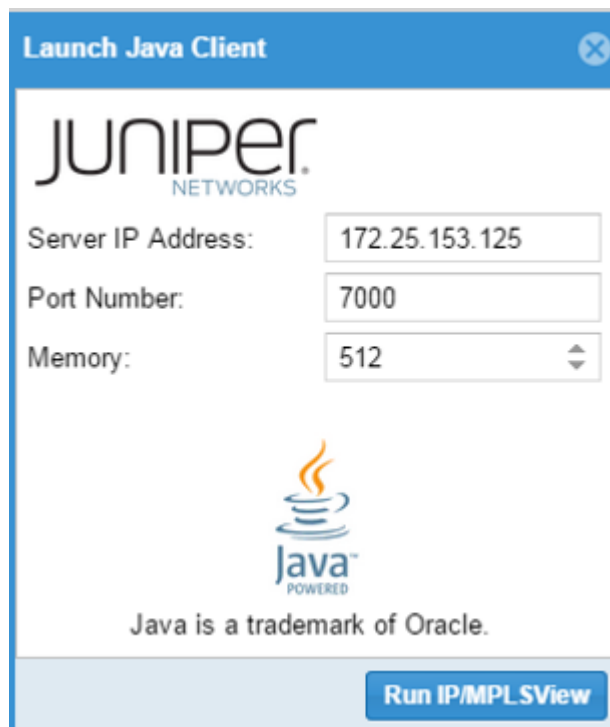 Launch Java Client
JUNIPER
NETWORKS
Server IP Address: 172.25.153.125
Port Number: 7000
Memory: 512
Java™
POWERED
Java is a trademark of Oracle.
Run IP/MPLSView